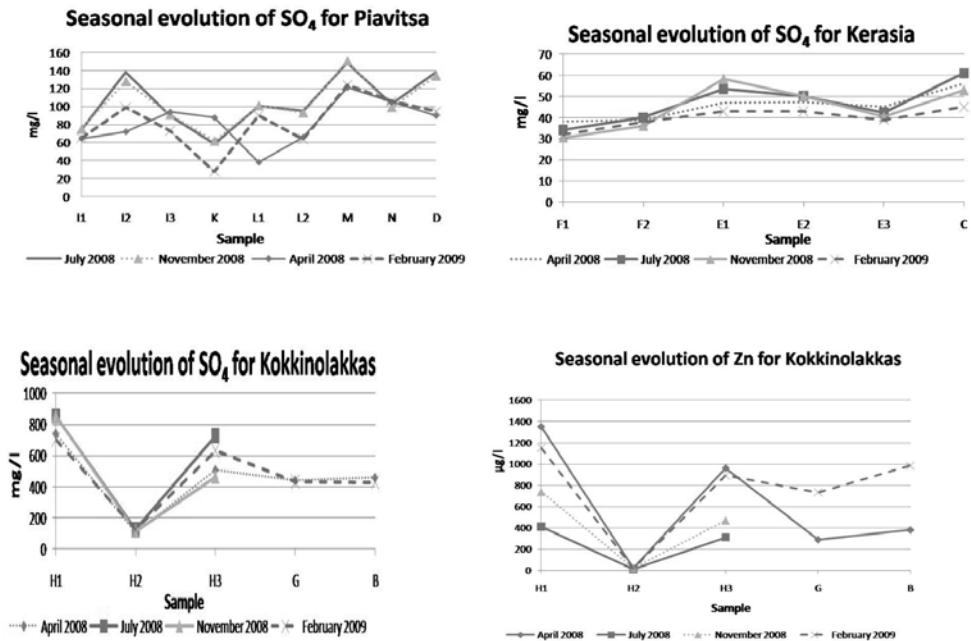 Seasonal evolution of SO₄ for Piavitsa
160
140
120
100
80
60
40
20
0
mg/l
I1 I2 I3 K L1 L2 M N D
Sample
July 2008 November 2008 April 2008 February 2009
Seasonal evolution of SO₄ for Kerasia
70
60
50
40
30
20
10
0
mg/l
F1 F2 E1 E2 E3 C
Sample
April 2008 July 2008 November 2008 February 2009
Seasonal evolution of SO₄ for Kokkinolakkas
1000
800
600
400
200
0
mg/l
H1 H2 H3 G B
Sample
April 2008 July 2008 November 2008 February 2009
Seasonal evolution of Zn for Kokkinolakkas
1600
1400
1200
1000
800
600
400
200
0
µg/l
H1 H2 H3 G B
Sample
April 2008 July 2008 November 2008 February 2009